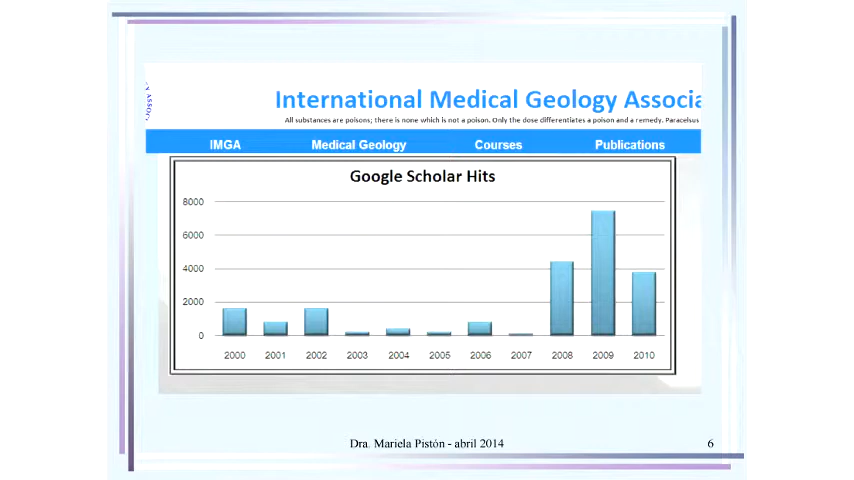 International Medical Geology Associa
All substances are poisons; there is none which is not a poison. Only the dose differentiates a poison and a remedy. Paracelsus
IMGA Medical Geology Courses Publications
Google Scholar Hits
8000
6000
4000
2000
0
2000 2001 2002 2003 2004 2005 2006 2007 2008 2009 2010
Dra. Mariela Pistón - abril 2014 6